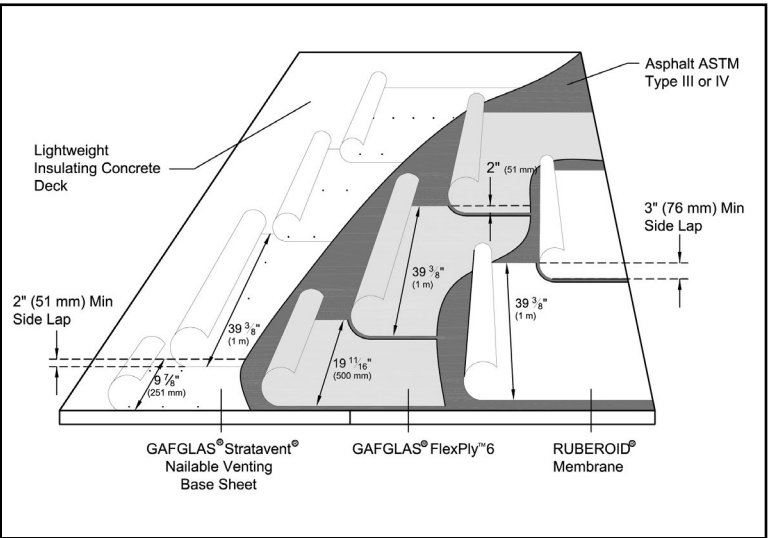 Asphalt ASTM
Type III or IV
Lightweight
Insulating Concrete
Deck
2" (51 mm)
3" (76 mm) Min
Side Lap
39 3/8"
(1 m)
39 3/8"
(1 m)
2" (51 mm) Min
Side Lap
39 3/8"
(1 m)
19 11/16"
(500 mm)
9 7/8"
(251 mm)
GAFGLAS® Stratavent®
Nailable Venting
Base Sheet
GAFGLAS® FlexPly™6
RUBEROID®
Membrane